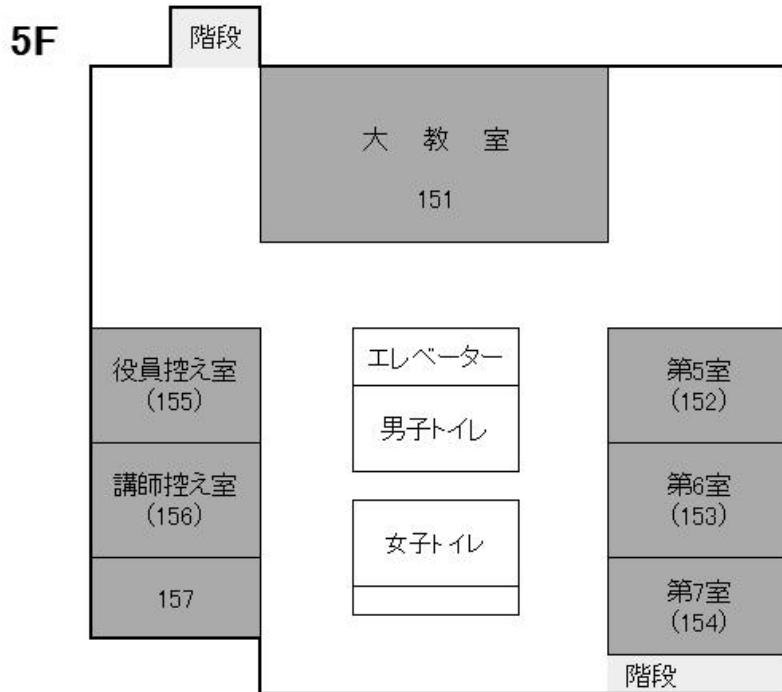 5F
階段
大 教 室
151
エレベーター
役員控え室
(155)
第5室
(152)
男子トイレ
講師控え室
(156)
第6室
(153)
女子トイレ
157
第7室
(154)
階段